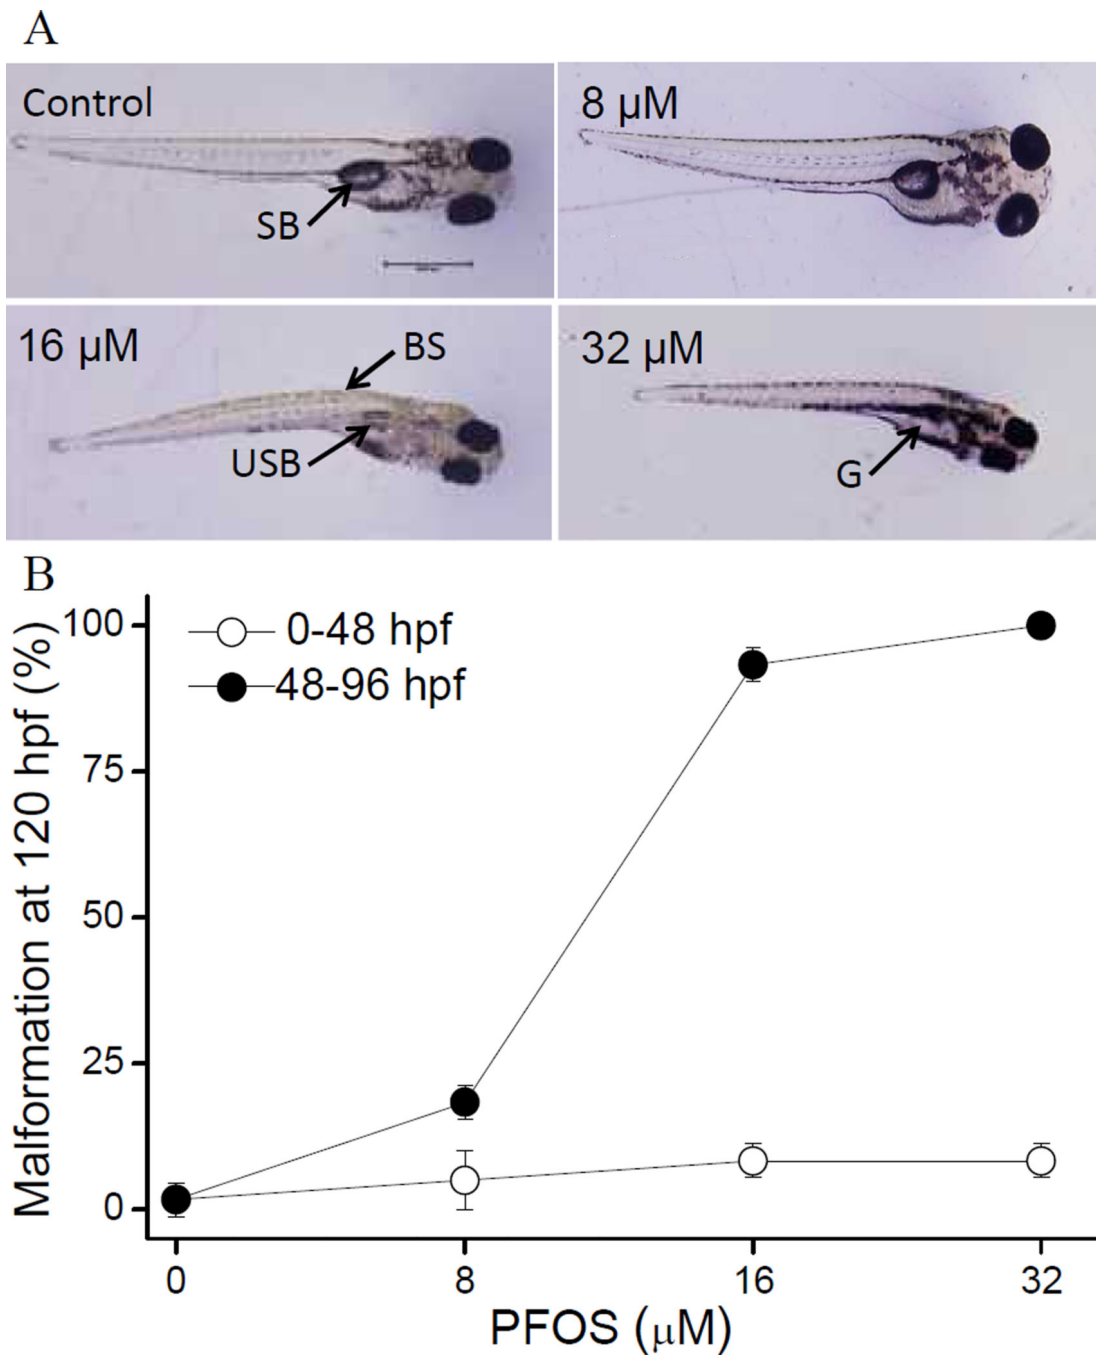 A
Control
8 µM
SB
16 µM
BS
32 µM
USB
G
B
0-48 hpf
48-96 hpf
Malformation at 120 hpf (%)
100
75
50
25
0
0 8 16 32
PFOS (µM)